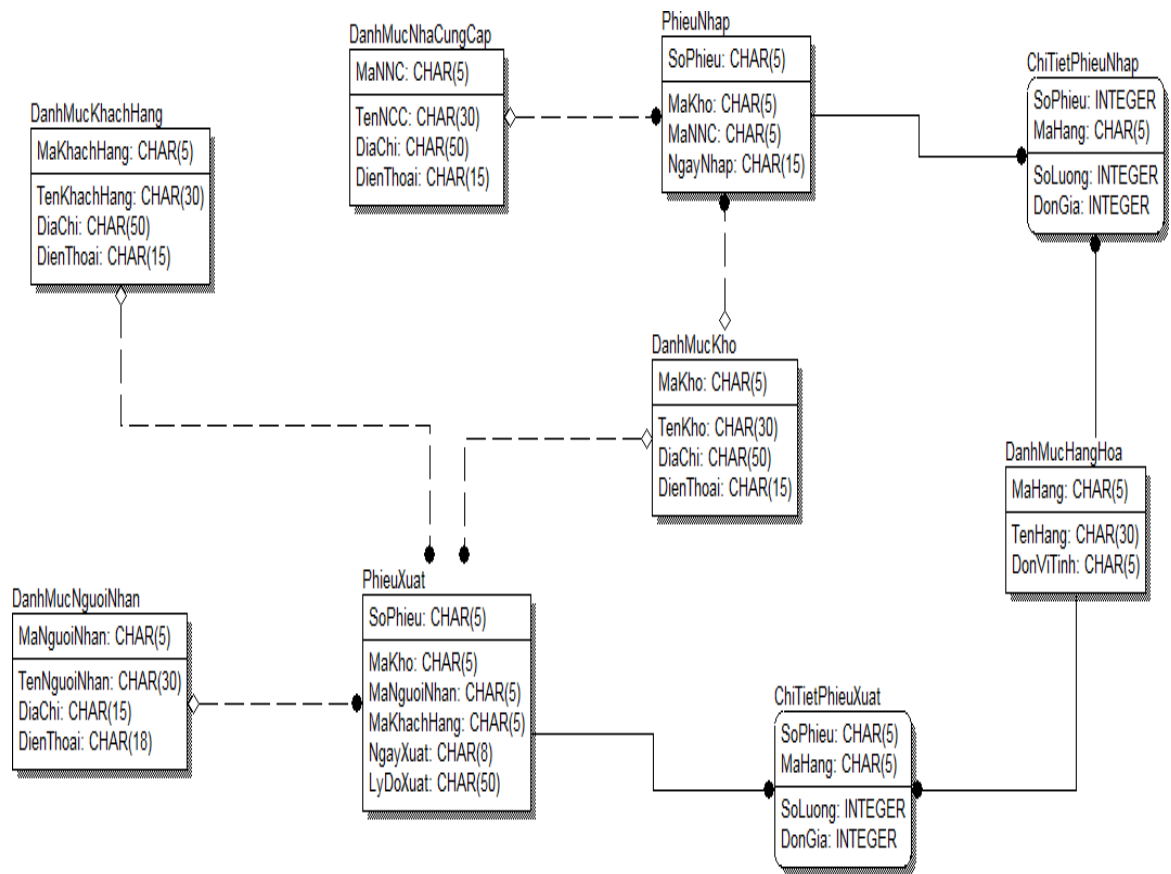 DanhMucNhaCungCap
MaNNC: CHAR(5)
TenNCC: CHAR(30)
DiaChi: CHAR(50)
DienThoai: CHAR(15)
PhieuNhap
SoPhieu: CHAR(5)
MaKho: CHAR(5)
MaNNC: CHAR(5)
NgayNhap: CHAR(15)
ChiTietPhieuNhap
SoPhieu: INTEGER
MaHang: CHAR(5)
SoLuong: INTEGER
DonGia: INTEGER
DanhMucKhachHang
MaKhachHang: CHAR(5)
TenKhachHang: CHAR(30)
DiaChi: CHAR(50)
DienThoai: CHAR(15)
DanhMucKho
MaKho: CHAR(5)
TenKho: CHAR(30)
DiaChi: CHAR(50)
DienThoai: CHAR(15)
DanhMucHangHoa
MaHang: CHAR(5)
TenHang: CHAR(30)
DonViTinh: CHAR(5)
DanhMucNguoiNhan
MaNguoiNhan: CHAR(5)
TenNguoiNhan: CHAR(30)
DiaChi: CHAR(15)
DienThoai: CHAR(18)
PhieuXuat
SoPhieu: CHAR(5)
MaKho: CHAR(5)
MaNguoiNhan: CHAR(5)
MaKhachHang: CHAR(5)
NgayXuat: CHAR(8)
LyDoXuat: CHAR(50)
ChiTietPhieuXuat
SoPhieu: CHAR(5)
MaHang: CHAR(5)
SoLuong: INTEGER
DonGia: INTEGER